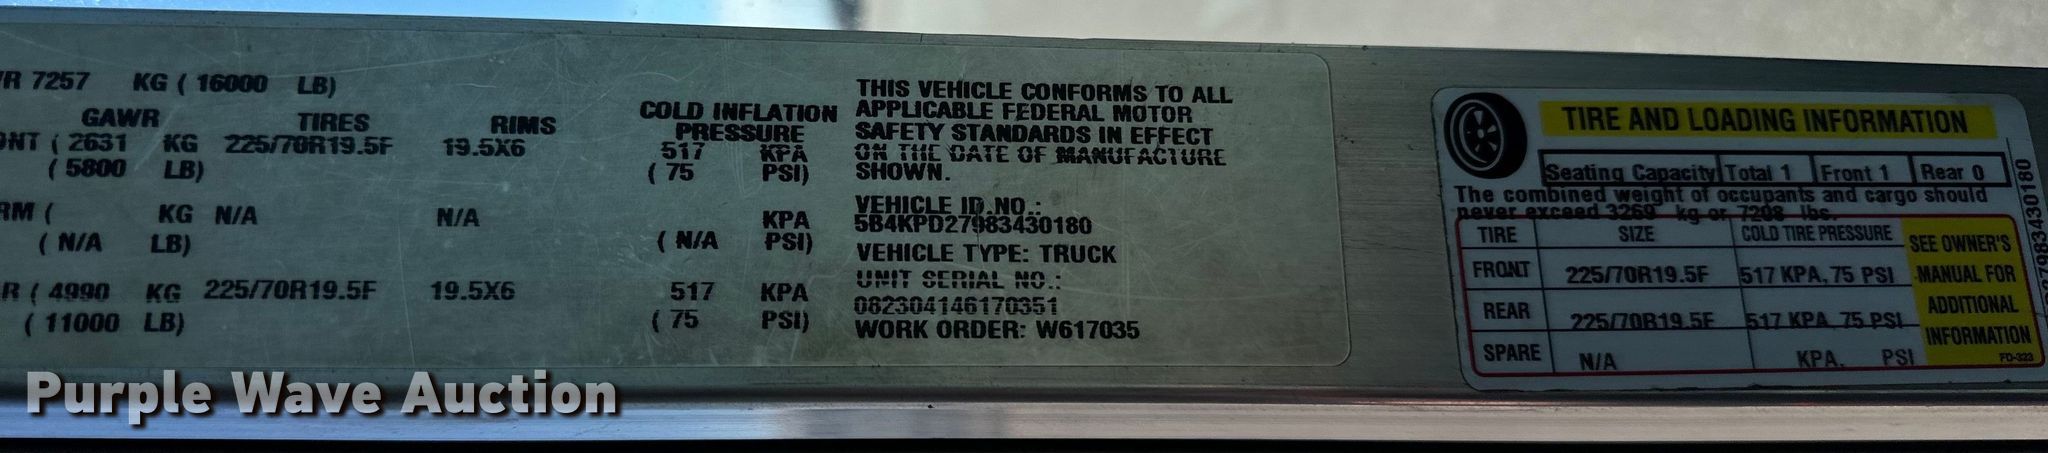 VR 7257 KG ( 16000 LB)
GAWR TIRES RIMS COLD INFLATION PRESSURE
ONT ( 2631 KG 225/70R19.5F 19.5X6 517 KPA
( 5800 LB) ( 75 PSI)
RM ( KG N/A N/A KPA
( N/A LB) ( N/A PSI)
R ( 4990 KG 225/70R19.5F 19.5X6 517 KPA
( 11000 LB) ( 75 PSI)
THIS VEHICLE CONFORMS TO ALL
APPLICABLE FEDERAL MOTOR
SAFETY STANDARDS IN EFFECT
ON THE DATE OF MANUFACTURE
SHOWN.
VEHICLE ID.NO.:
5B4KPD27983430180
VEHICLE TYPE: TRUCK
UNIT SERIAL NO.:
082304146170351
WORK ORDER: W617035
TIRE AND LOADING INFORMATION
Seating Capacity Total 1 Front 1 Rear 0
The combined weight of occupants and cargo should
never exceed 3269 kg or 7208 lbs.
TIRE SIZE COLD TIRE PRESSURE
FRONT 225/70R19.5F 517 KPA, 75 PSI
REAR 225/70R19.5F 517 KPA, 75 PSI
SPARE N/A KPA, PSI
SEE OWNER'S
MANUAL FOR
ADDITIONAL
INFORMATION
FD-323
27983430180
Purple Wave Auction